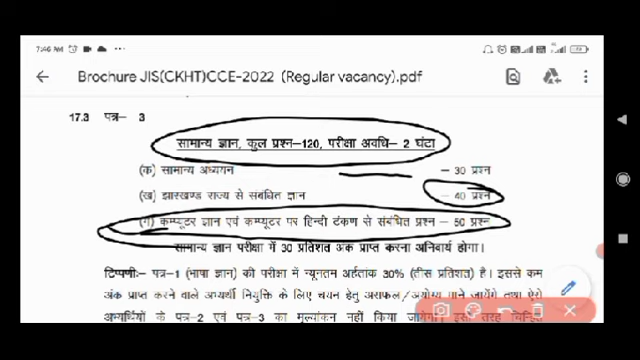 7:46 AM
Brochure JIS(CKHT)CCE-2022 (Regular vacancy).pdf
17.3 पत्र – 3
सामान्य ज्ञान, कुल प्रश्न–120, परीक्षा अवधि– 2 घंटा
(क) सामान्य अध्ययन – 30 प्रश्न
(ख) झारखण्ड राज्य से संबंधित ज्ञान – 40 प्रश्न
(ग) कम्प्यूटर ज्ञान एवं कम्प्यूटर पर हिन्दी टंकण से संबंधित प्रश्न – 50 प्रश्न
सामान्य ज्ञान परीक्षा में 30 प्रतिशत अंक प्राप्त करना अनिवार्य होगा।
टिप्पणी:– पत्र–1 (भाषा ज्ञान) की परीक्षा में न्यूनतम अर्हतांक 30% (तीस प्रतिशत) है। इससे कम
अंक प्राप्त करने वाले अभ्यर्थी नियुक्ति के लिए चयन हेतु असफल/अयोग्य माने जायेंगे तथा ऐसे
अभ्यर्थियों के पत्र–2 एवं पत्र–3 का मूल्यांकन नहीं किया जायेगा। इसी तरह